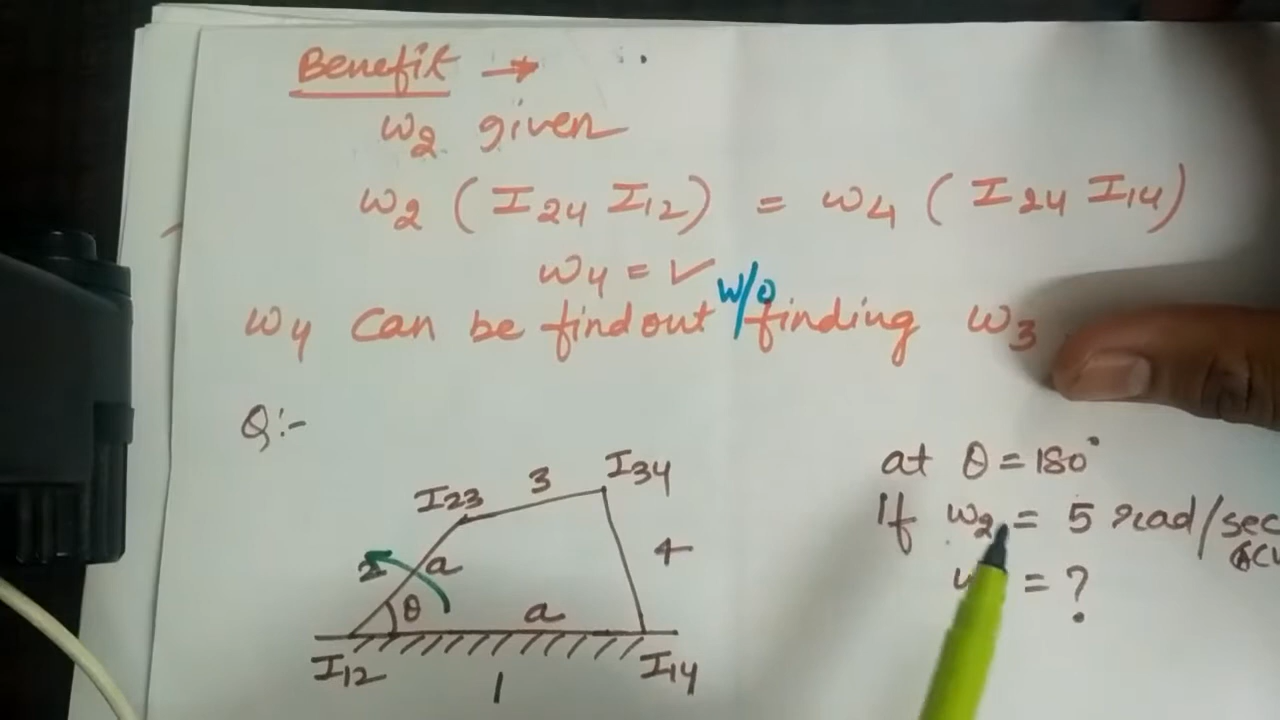 Benefit →
ω2 given
ω2 ( I24 I12 ) = ω4 ( I24 I14 )
ω4 = ✓
ω4 can be findout w/o finding ω3
Q:-
at θ = 180°
If ω2 = 5 rad/sec
= ?
I23
3
I34
2
a
4
θ
a
I12
1
I14